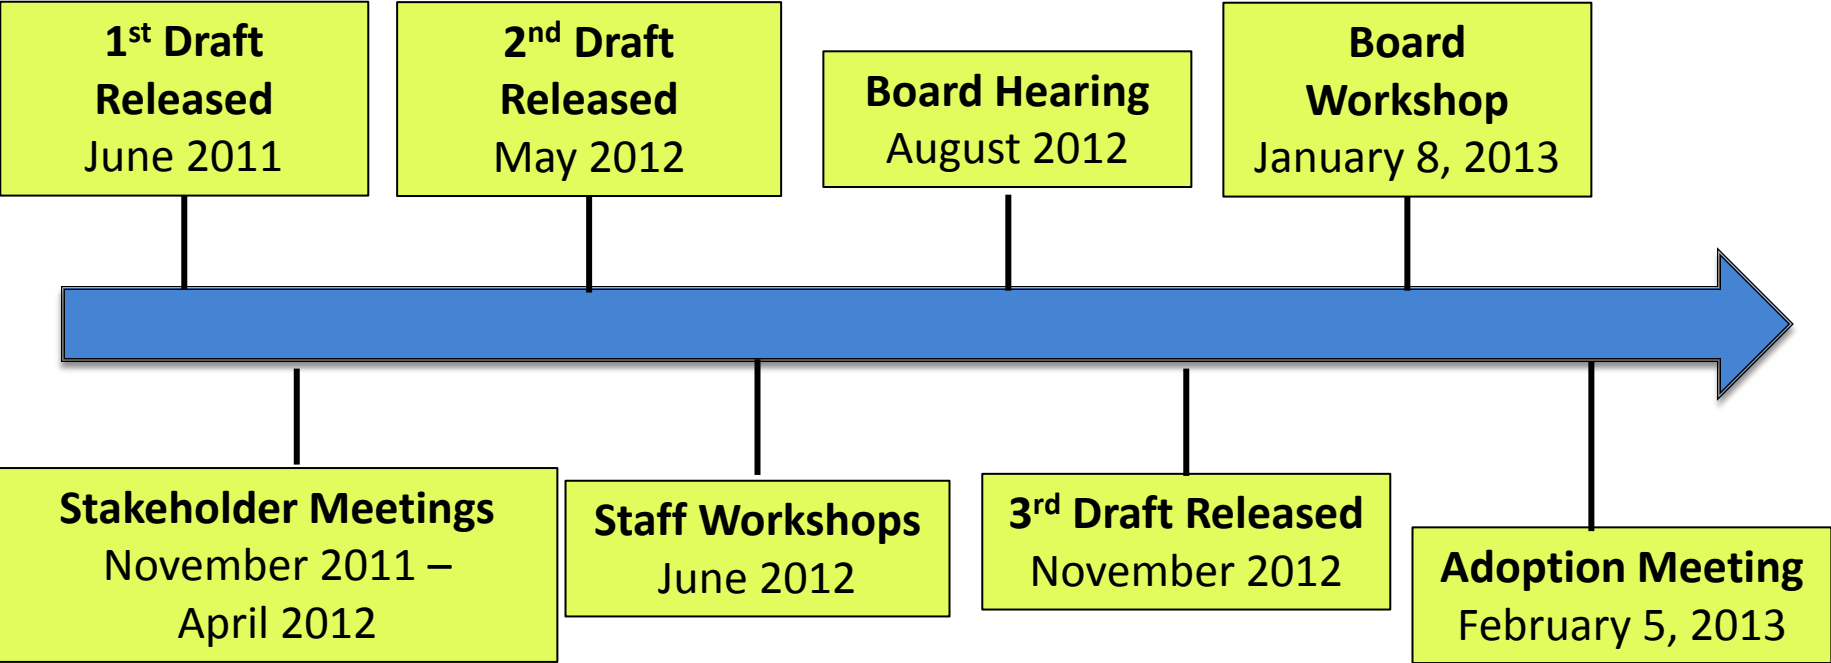 1st Draft
Released
June 2011
2nd Draft
Released
May 2012
Board Hearing
August 2012
Board
Workshop
January 8, 2013
Stakeholder Meetings
November 2011 –
April 2012
Staff Workshops
June 2012
3rd Draft Released
November 2012
Adoption Meeting
February 5, 2013